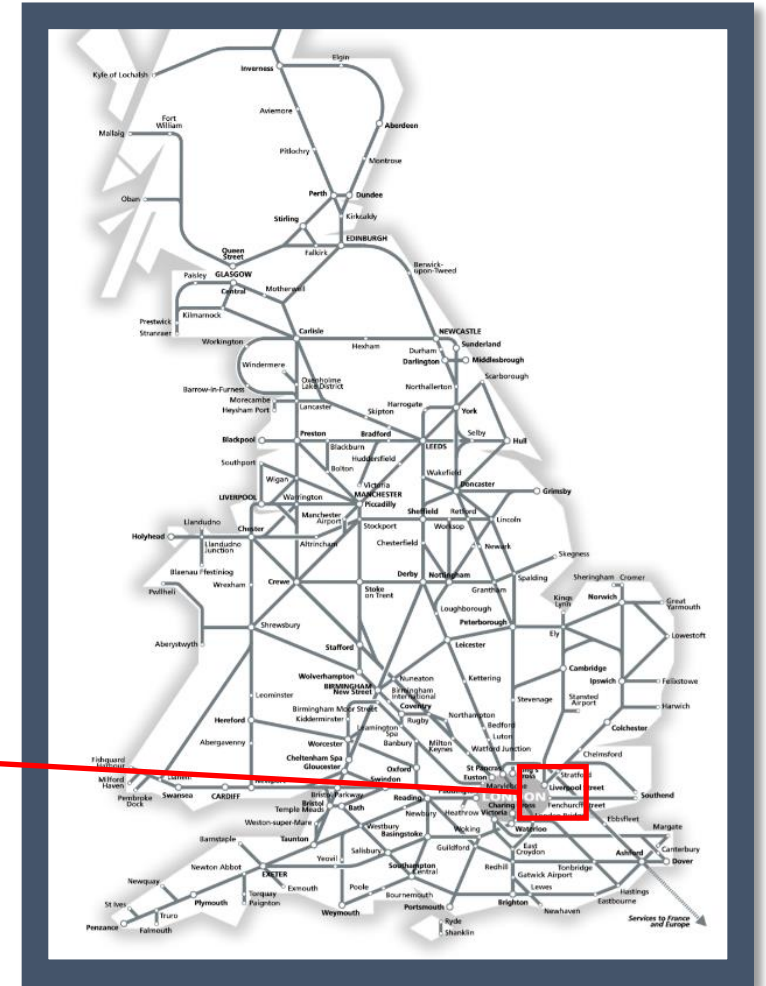 Elgin
Inverness
Kyle of Lochalsh
Aviemore
Fort
William
Mallaig
Aberdeen
Pitlochry
Montrose
Perth
Dundee
Oban
Stirling
Kirkcaldy
EDINBURGH
Queen
Street
Falkirk
GLASGOW
Paisley
Central
Motherwell
Berwick-
upon-Tweed
Kilmarnock
Prestwick
Stranraer
Carlisle
NEWCASTLE
Workington
Hexham
Sunderland
Durham
Darlington
Middlesbrough
Windermere
Oxenholme
Lake District
Scarborough
Barrow-in-Furness
Northallerton
Morecambe
Heysham Port
Lancaster
Harrogate
York
Skipton
Blackpool
Preston
Bradford
LEEDS
Selby
Hull
Blackburn
Huddersfield
Southport
Bolton
Wakefield
Wigan
Victoria
MANCHESTER
Piccadilly
Doncaster
Grimsby
LIVERPOOL
Warrington
Manchester
Airport
Sheffield
Retford
Lincoln
Stockport
Worksop
Llandudno
Chester
Holyhead
Llandudno
Junction
Altrincham
Chesterfield
Newark
Skegness
Blaenau Ffestiniog
Pwllheli
Wrexham
Crewe
Stoke
on Trent
Derby
Nottingham
Grantham
Spalding
Sheringham
Cromer
Kings
Lynn
Norwich
Great
Yarmouth
Loughborough
Peterborough
Ely
Lowestoft
Aberystwyth
Shrewsbury
Stafford
Leicester
Cambridge
Wolverhampton
BIRMINGHAM
New Street
Nuneaton
Birmingham
International
Kettering
Ipswich
Felixstowe
Leominster
Birmingham Moor Street
Coventry
Stevenage
Stansted
Airport
Harwich
Hereford
Kidderminster
Rugby
Northampton
Leamington
Spa
Bedford
Colchester
Abergavenny
Worcester
Banbury
Milton
Keynes
Luton
Watford Junction
Chelmsford
Cheltenham Spa
Gloucester
Oxford
St Pancras
Euston
Stratford
Fishguard
Milford
Haven
Swindon
Liverpool Street
Pembroke
Dock
Swansea
CARDIFF
Reading
LONDON
Fenchurch Street
Southend
Bristol
Temple Meads
Bath
Newbury
Heathrow
Victoria
Charing
Ebbsfleet
Weston-super-Mare
Westbury
Basingstoke
Woking
Waterloo
Margate
Barnstaple
Taunton
Salisbury
Guildford
East
Croydon
Canterbury
Ashford
Dover
Newton Abbot
EXETER
Yeovil
Southampton
Central
Redhill
Gatwick Airport
Tonbridge
Newquay
Torquay
Paignton
Exmouth
Poole
Bournemouth
Lewes
Hastings
Eastbourne
St Ives
Plymouth
Weymouth
Portsmouth
Brighton
Newhaven
Truro
Falmouth
Penzance
Ryde
Shanklin
Services to France
and Europe